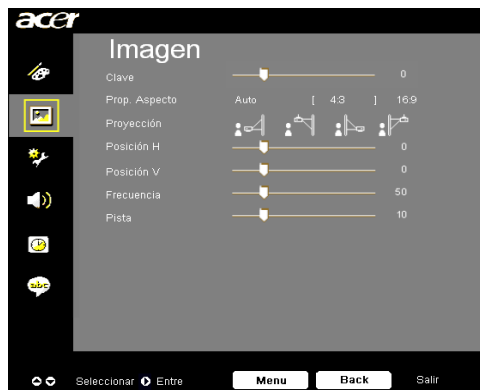 acer
Imagen
Clave 0
Prop. Aspecto Auto [ 4:3 ] 16:9
Proyección
Posición H 0
Posición V 0
Frecuencia 50
Pista 10
abc
Seleccionar Entre Menu Back Salir